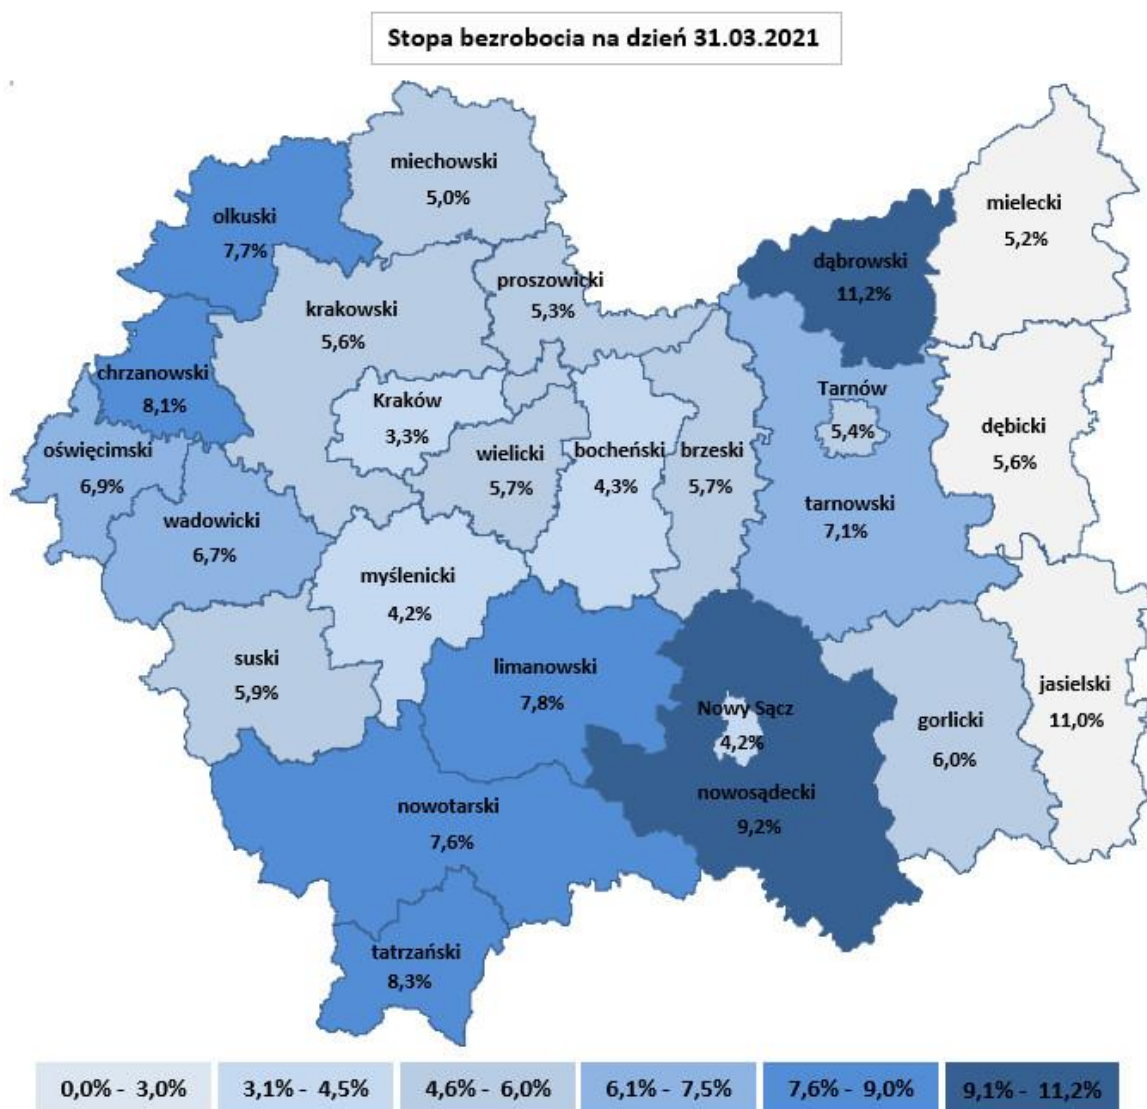 Stopa bezrobocia na dzień 31.03.2021
miechowski
5,0%
olkuski
7,7%
mielecki
5,2%
dąbrowski
11,2%
proszowicki
5,3%
krakowski
5,6%
chrzanowski
8,1%
Kraków
3,3%
Tarnów
5,4%
dębicki
5,6%
oświęcimski
6,9%
wielicki
5,7%
bocheński
4,3%
brzeski
5,7%
tarnowski
7,1%
wadowicki
6,7%
myślenicki
4,2%
suski
5,9%
limanowski
7,8%
Nowy Sącz
4,2%
gorlicki
6,0%
jasielski
11,0%
nowosądecki
9,2%
nowotarski
7,6%
tatrzański
8,3%
0,0% - 3,0% 3,1% - 4,5% 4,6% - 6,0% 6,1% - 7,5% 7,6% - 9,0% 9,1% - 11,2%